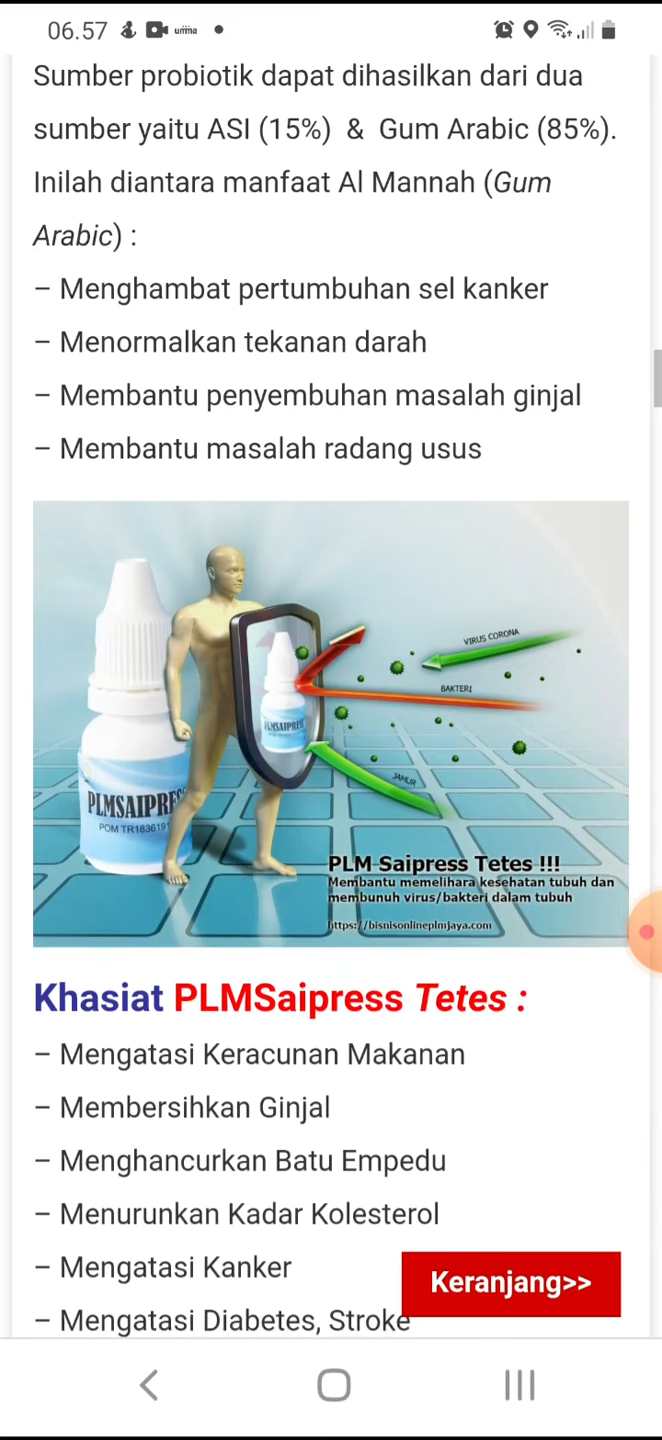 06.57 umma
Sumber probiotik dapat dihasilkan dari dua
sumber yaitu ASI (15%) & Gum Arabic (85%).
Inilah diantara manfaat Al Mannah (Gum
Arabic) :
– Menghambat pertumbuhan sel kanker
– Menormalkan tekanan darah
– Membantu penyembuhan masalah ginjal
– Membantu masalah radang usus
VIRUS CORONA
BAKTERI
JAMUR
PLMSAIPRESS
PLMSAIPRESS
POM TR1836191
PLM Saipress Tetes !!!
Membantu memelihara kesehatan tubuh dan
membunuh virus/bakteri dalam tubuh
https://bisnisonlineplmjaya.com
Khasiat PLMSaipress Tetes :
– Mengatasi Keracunan Makanan
– Membersihkan Ginjal
– Menghancurkan Batu Empedu
– Menurunkan Kadar Kolesterol
– Mengatasi Kanker
Keranjang>>
– Mengatasi Diabetes, Stroke